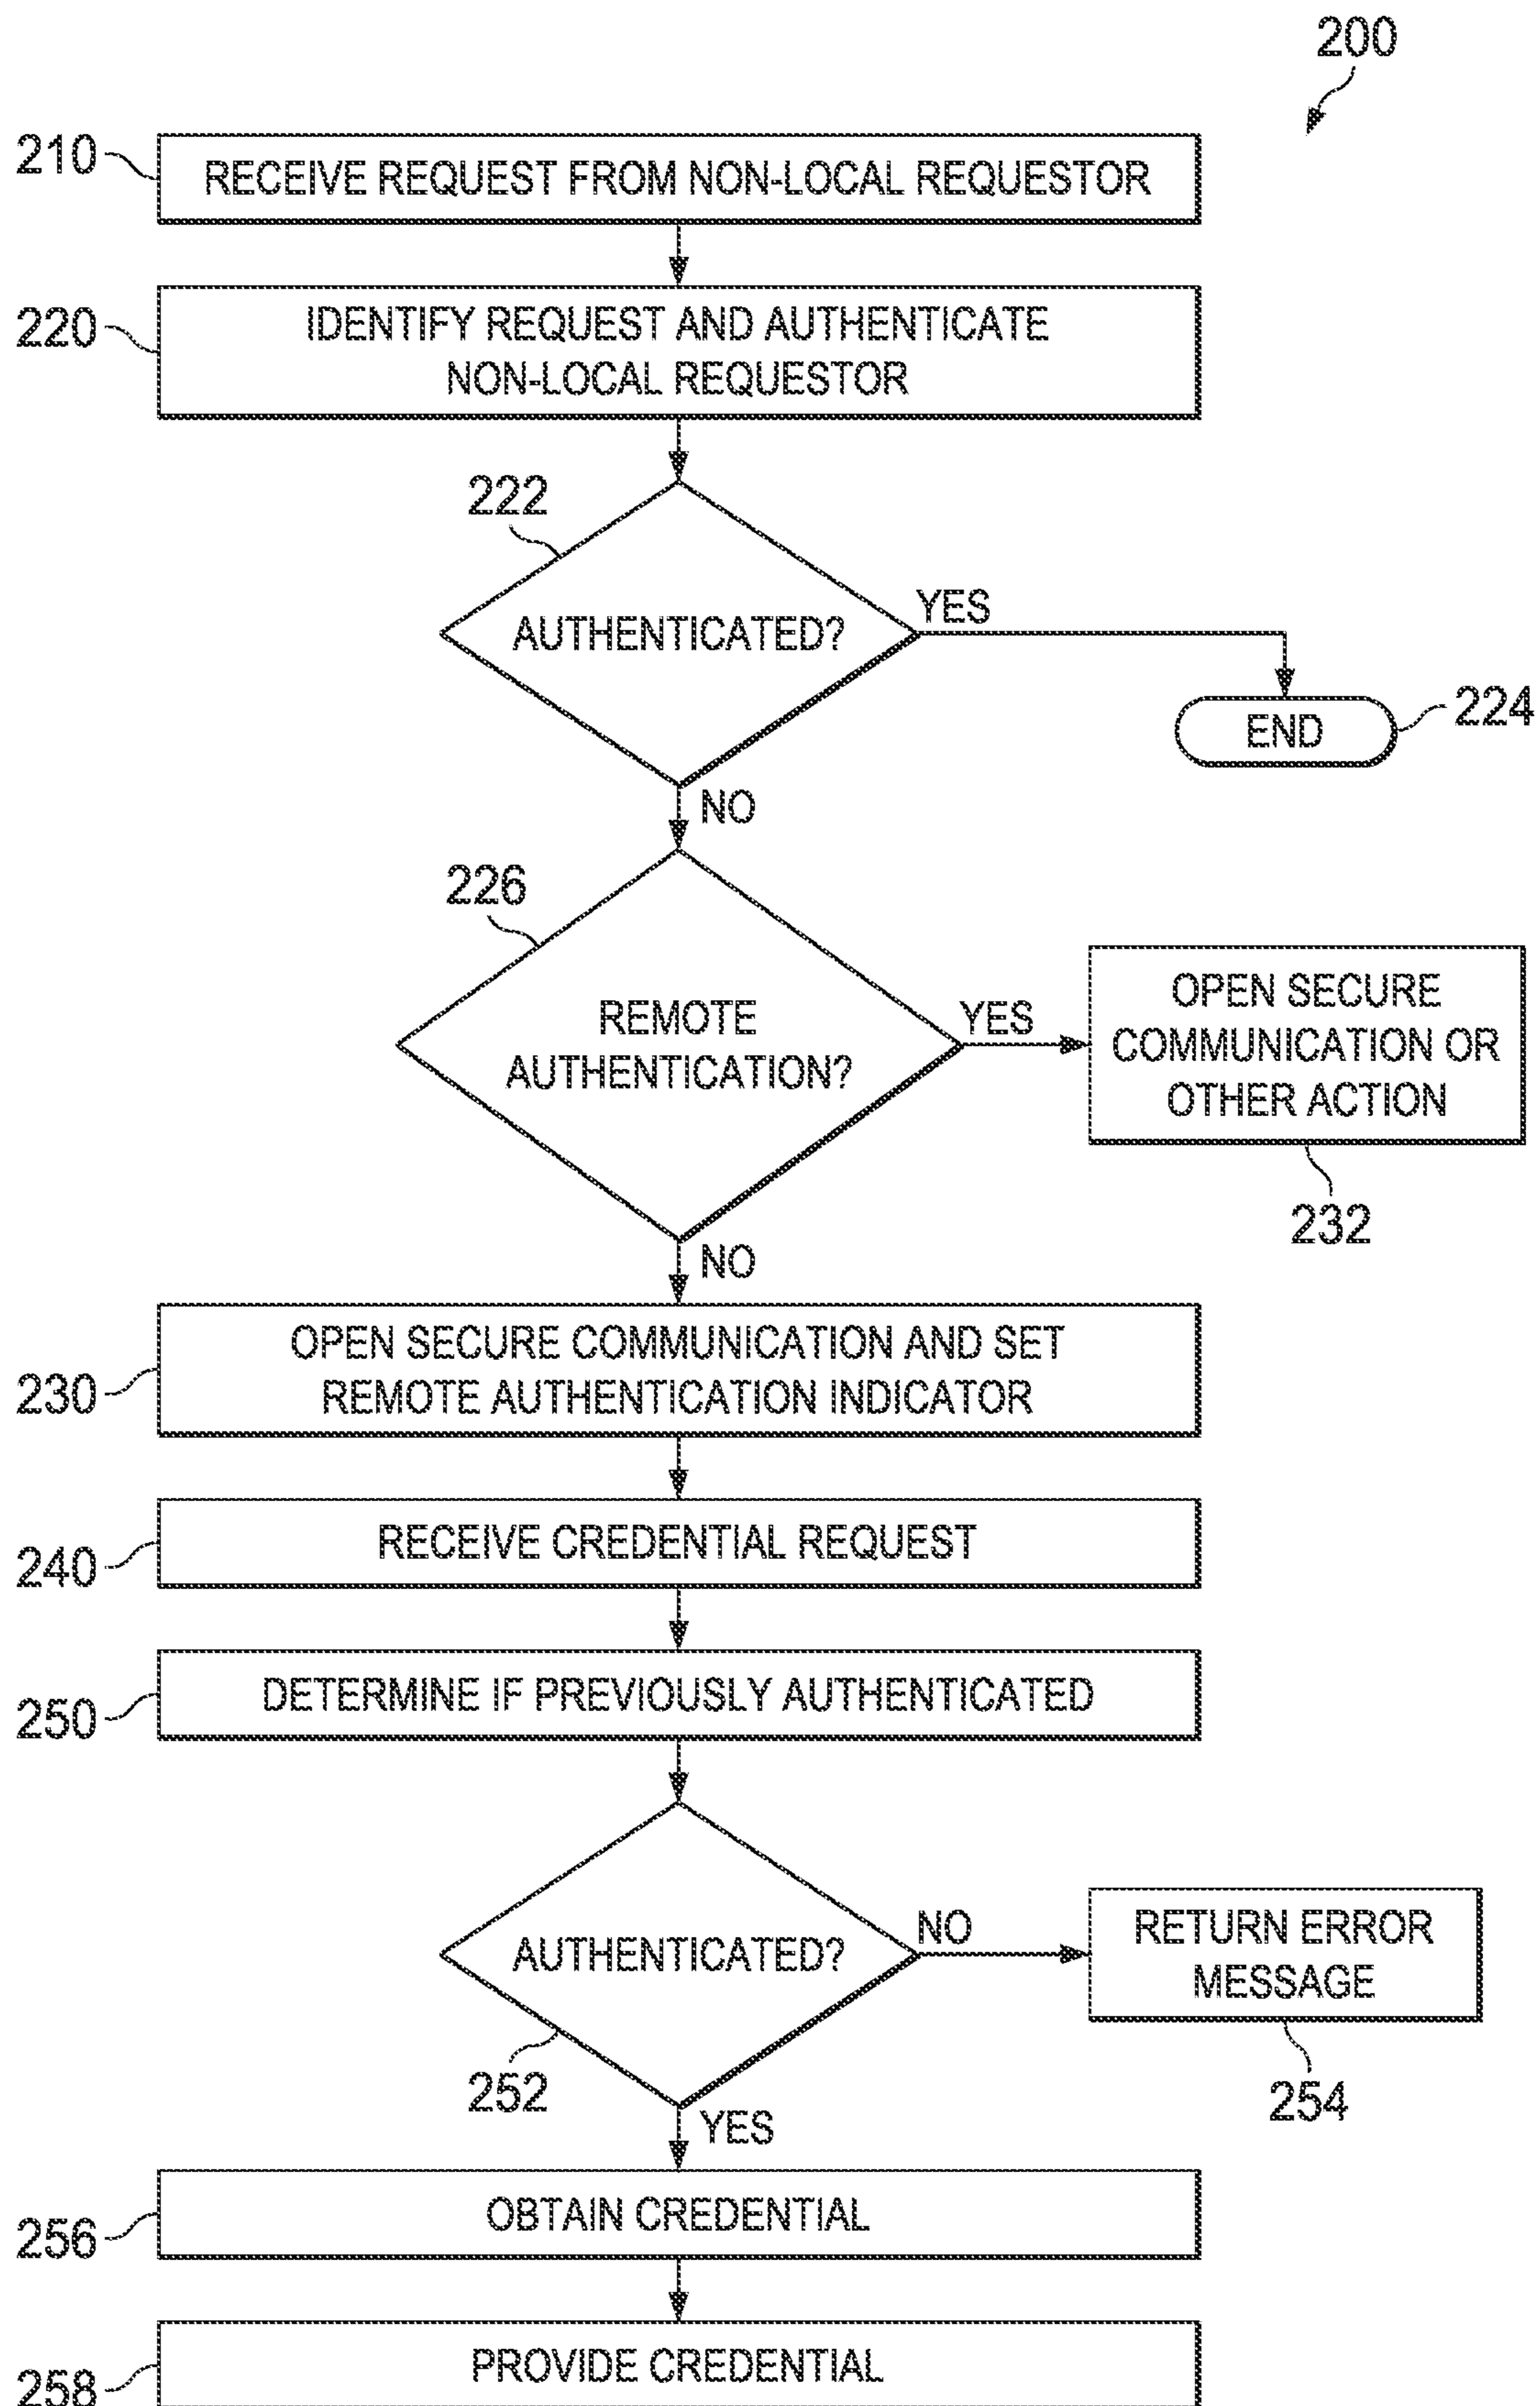 200
210
RECEIVE REQUEST FROM NON-LOCAL REQUESTOR
220
IDENTIFY REQUEST AND AUTHENTICATE
NON-LOCAL REQUESTOR
222
AUTHENTICATED?
YES
END
224
NO
226
REMOTE
AUTHENTICATION?
YES
OPEN SECURE
COMMUNICATION OR
OTHER ACTION
232
NO
230
OPEN SECURE COMMUNICATION AND SET
REMOTE AUTHENTICATION INDICATOR
240
RECEIVE CREDENTIAL REQUEST
250
DETERMINE IF PREVIOUSLY AUTHENTICATED
AUTHENTICATED?
NO
RETURN ERROR
MESSAGE
252
254
YES
256
OBTAIN CREDENTIAL
258
PROVIDE CREDENTIAL